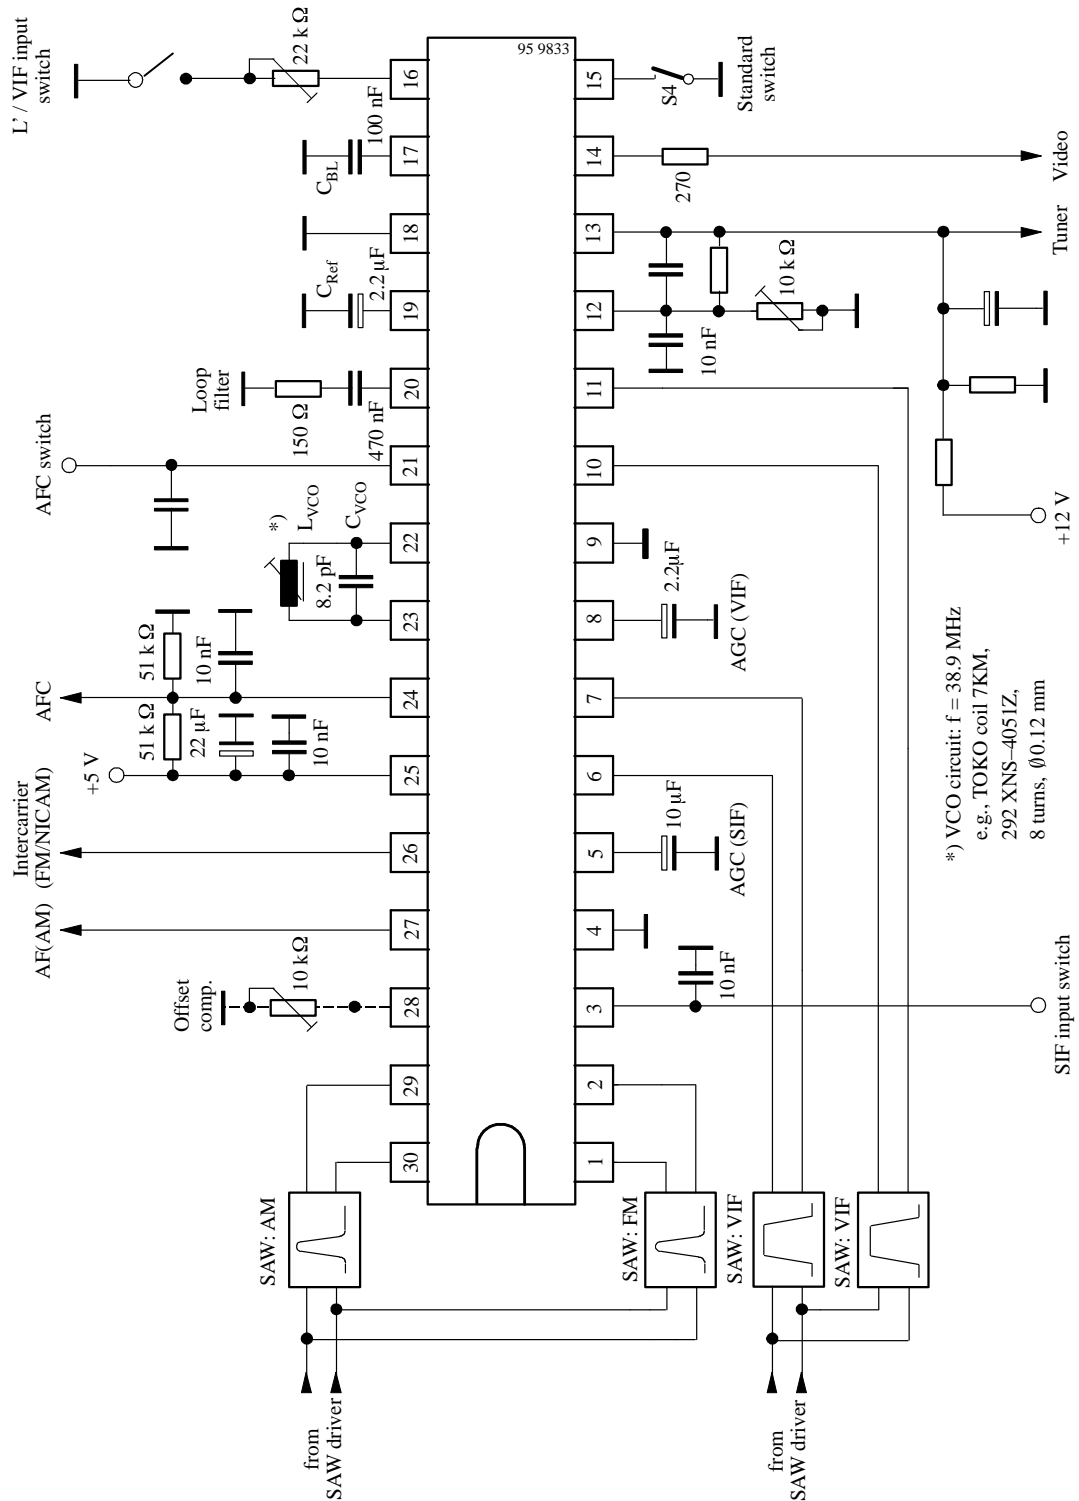 L' / VIF input
switch
22 kΩ
95 9833
16
15
S4
Standard
switch
C_BL
100 nF
17
14
270
Video
18
13
Tuner
C_Ref
2.2 µF
19
12
10 nF
10 kΩ
Loop
filter
150 Ω
470 nF
20
11
AFC switch
21
10
+12 V
*)
L_VCO
C_VCO
22
9
8.2 pF
23
8
2.2µF
AGC (VIF)
AFC
51 kΩ
10 nF
24
7
+5 V
51 kΩ
22 µF
10 nF
25
6
Intercarrier
(FM/NICAM)
26
5
10 µF
AGC (SIF)
AF(AM)
27
4
Offset
comp.
10 kΩ
28
3
10 nF
SIF input switch
29
2
30
1
SAW: AM
SAW: FM
SAW: VIF
SAW: VIF
from
SAW driver
from
SAW driver
*) VCO circuit: f = 38.9 MHz
e.g., TOKO coil 7KM,
292 XNS–4051Z,
8 turns, ∅0.12 mm